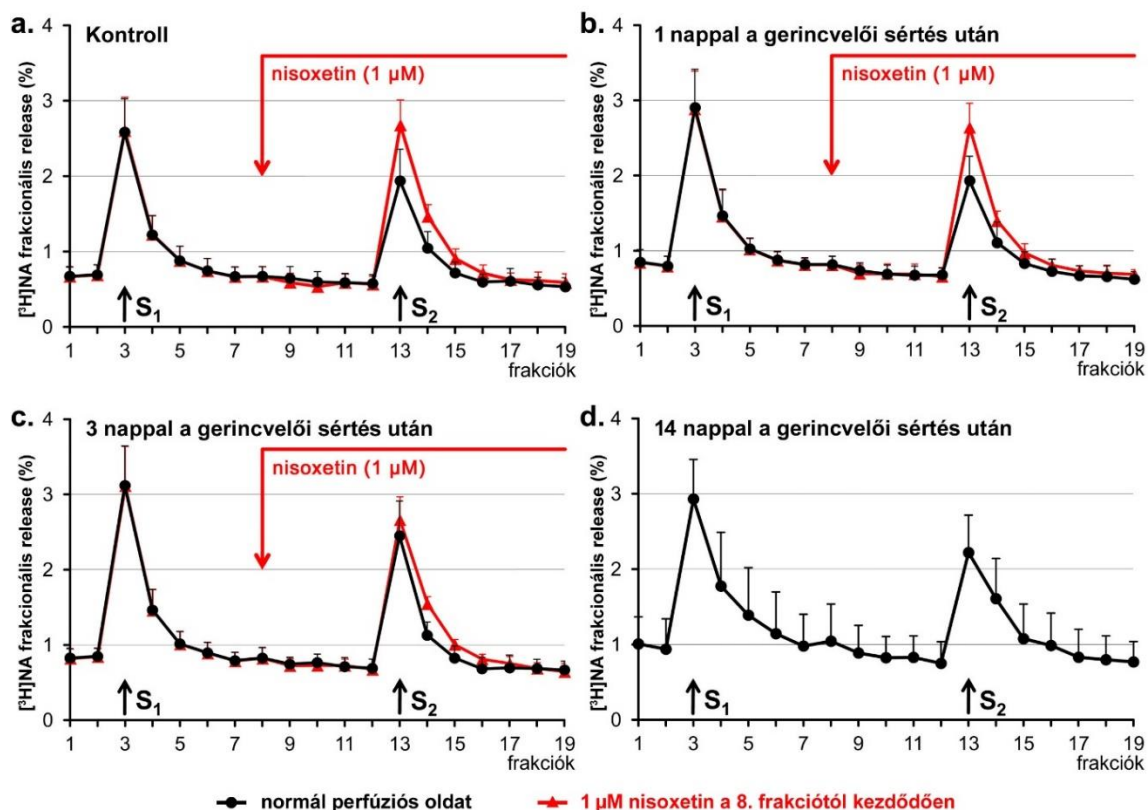 a.
Kontroll
[³H]NA frakcionális release (%)
4
3
2
1
0
nisoxetin (1 µM)
S₁
S₂
1 3 5 7 9 11 13 15 17 19
frakciók
b.
1 nappal a gerincvelői sértés után
[³H]NA frakcionális release (%)
4
3
2
1
0
nisoxetin (1 µM)
S₁
S₂
1 3 5 7 9 11 13 15 17 19
frakciók
c.
3 nappal a gerincvelői sértés után
[³H]NA frakcionális release (%)
4
3
2
1
0
nisoxetin (1 µM)
S₁
S₂
1 3 5 7 9 11 13 15 17 19
frakciók
d.
14 nappal a gerincvelői sértés után
[³H]NA frakcionális release (%)
4
3
2
1
0
S₁
S₂
1 3 5 7 9 11 13 15 17 19
frakciók
normál perfúziós oldat
1 µM nisoxetin a 8. frakciótól kezdődően